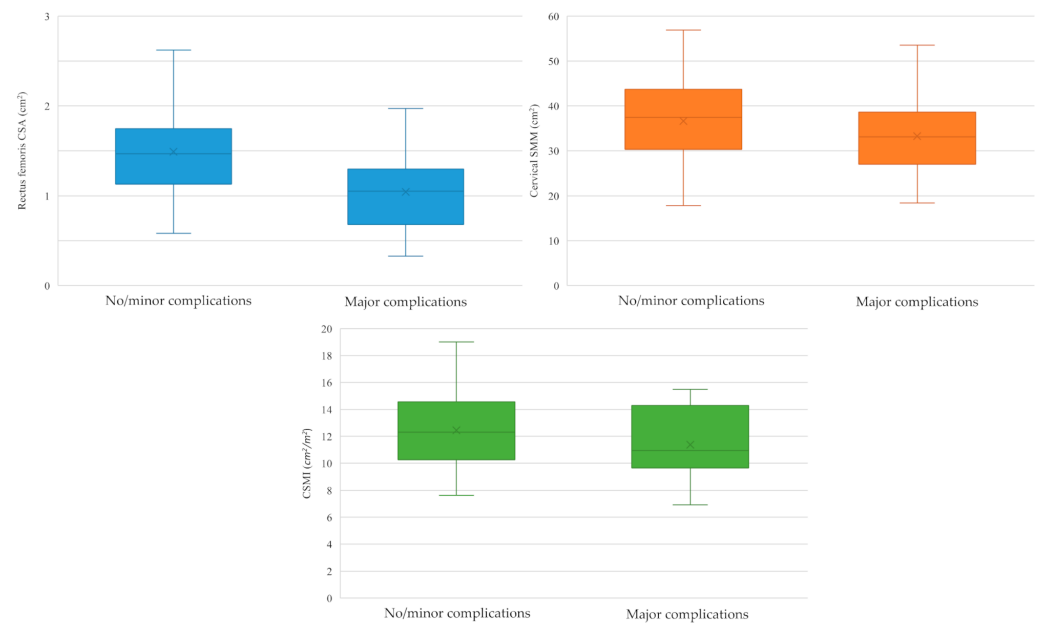 3
2
1
0
Rectus femoris CSA (cm²)
No/minor complications
Major complications
60
50
40
30
20
10
0
Cervical SMM (cm²)
No/minor complications
Major complications
20
18
16
14
12
10
8
6
4
2
0
CSMI (cm²/m²)
No/minor complications
Major complications